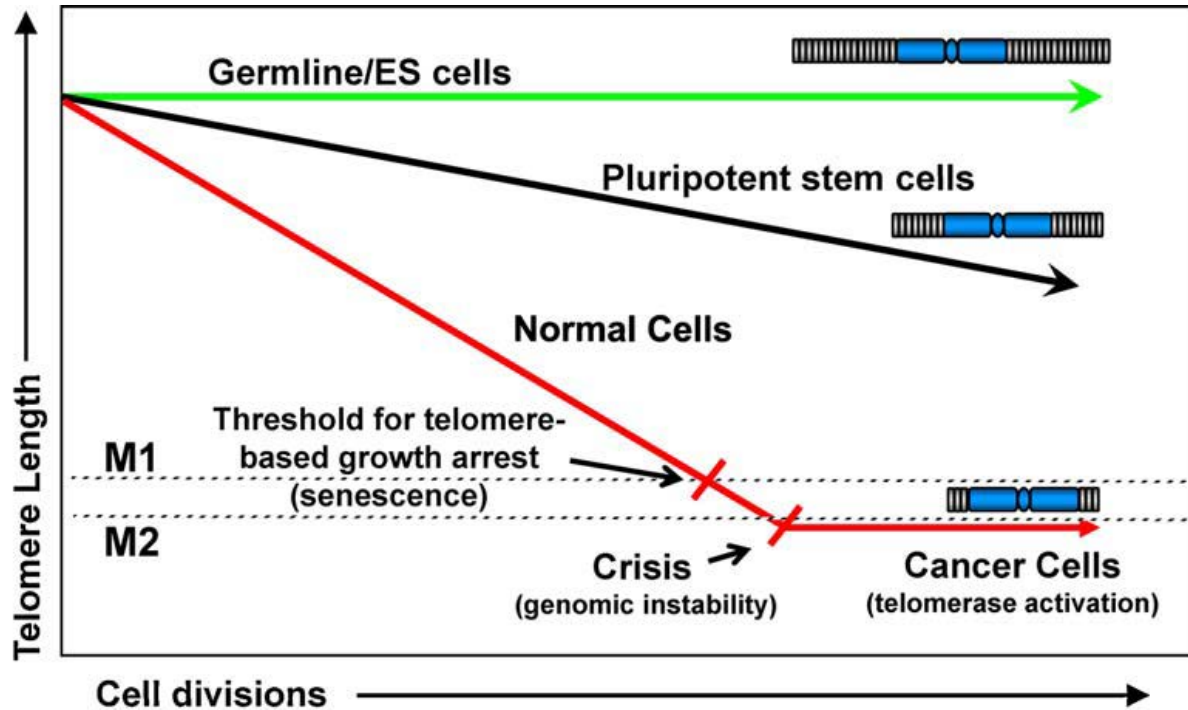 Germline/ES cells
Pluripotent stem cells
Normal Cells
Threshold for telomere-
based growth arrest
(senescence)
M1
M2
Crisis
(genomic instability)
Cancer Cells
(telomerase activation)
Telomere Length
Cell divisions